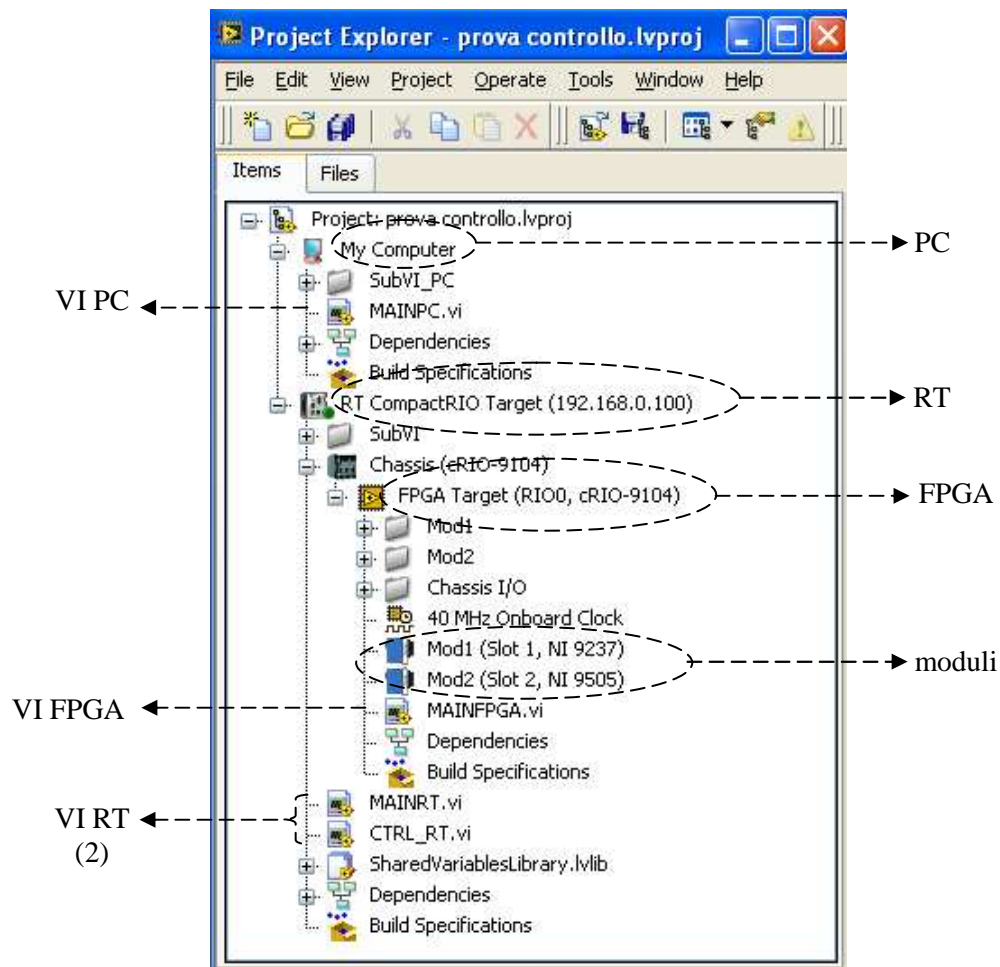 Project Explorer - prova controllo.lvproj
File Edit View Project Operate Tools Window Help
Items Files
Project: prova controllo.lvproj
My Computer
PC
SubVI_PC
VI PC
MAINPC.vi
Dependencies
Build Specifications
RT CompactRIO Target (192.168.0.100)
RT
SubVI
Chassis (cRIO-9104)
FPGA Target (RIO0, cRIO-9104)
FPGA
Mod1
Mod2
Chassis I/O
40 MHz Onboard Clock
Mod1 (Slot 1, NI 9237)
moduli
Mod2 (Slot 2, NI 9505)
VI FPGA
MAINFPGA.vi
Dependencies
Build Specifications
MAINRT.vi
VI RT
(2)
CTRL_RT.vi
SharedVariablesLibrary.lvlib
Dependencies
Build Specifications